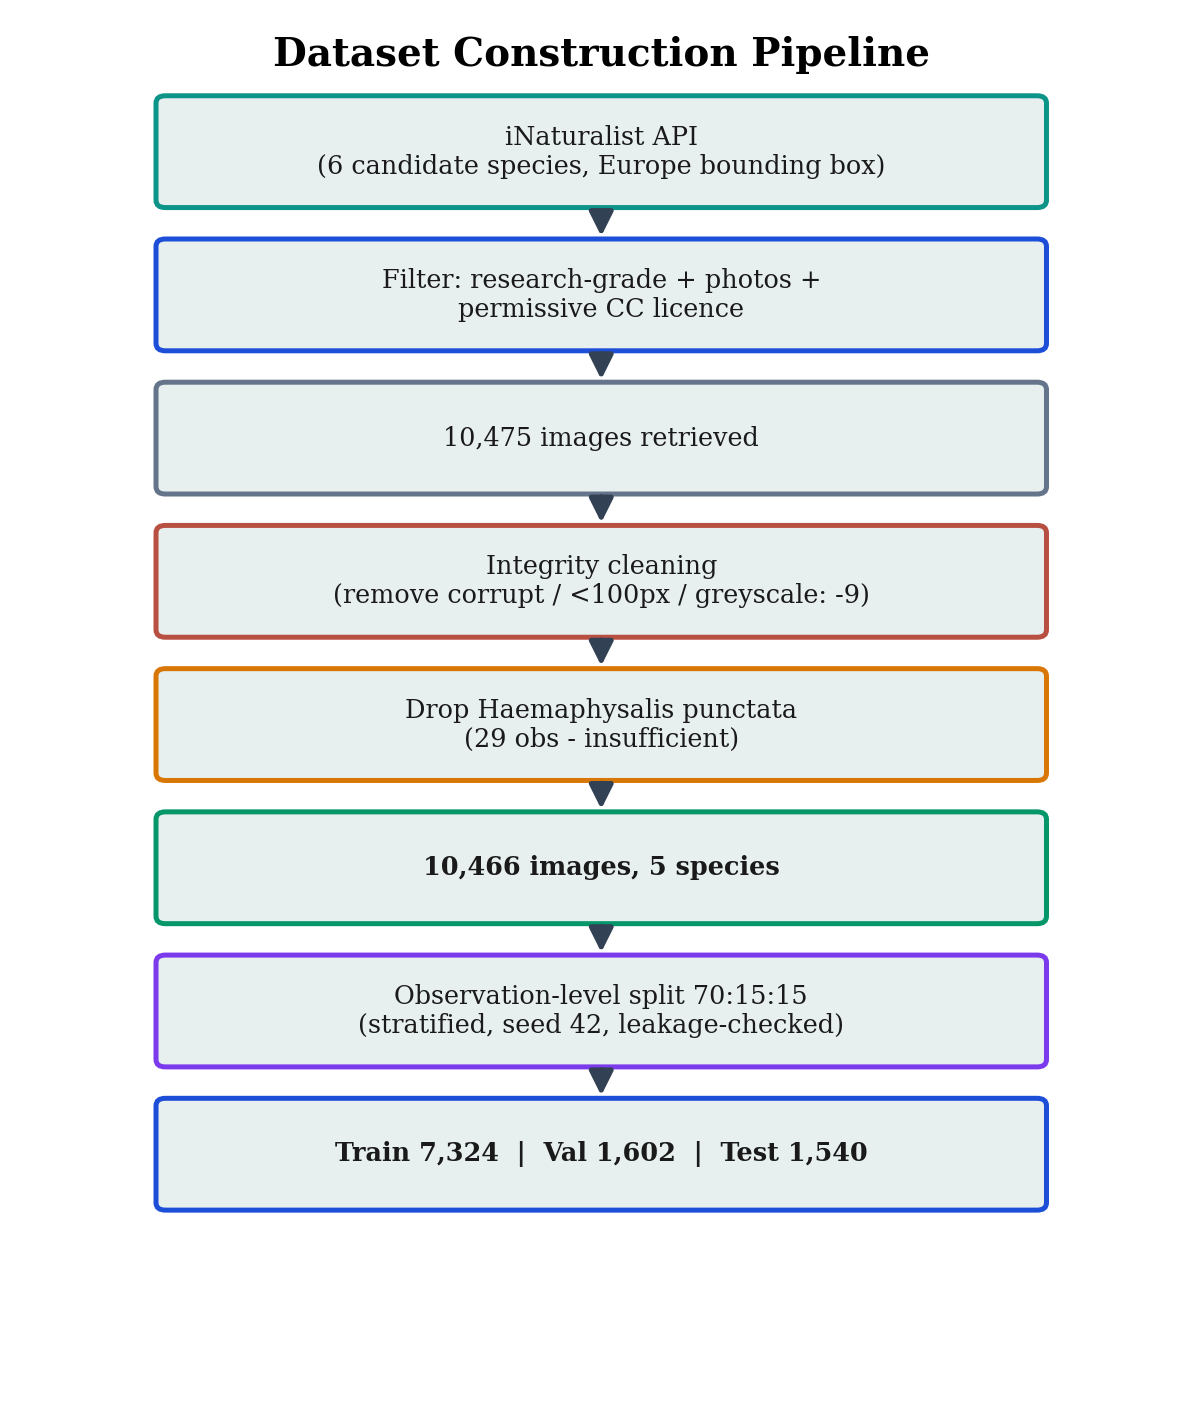 Dataset Construction Pipeline
iNaturalist API
(6 candidate species, Europe bounding box)
Filter: research-grade + photos +
permissive CC licence
10,475 images retrieved
Integrity cleaning
(remove corrupt / <100px / greyscale: -9)
Drop Haemaphysalis punctata
(29 obs - insufficient)
10,466 images, 5 species
Observation-level split 70:15:15
(stratified, seed 42, leakage-checked)
Train 7,324 | Val 1,602 | Test 1,540